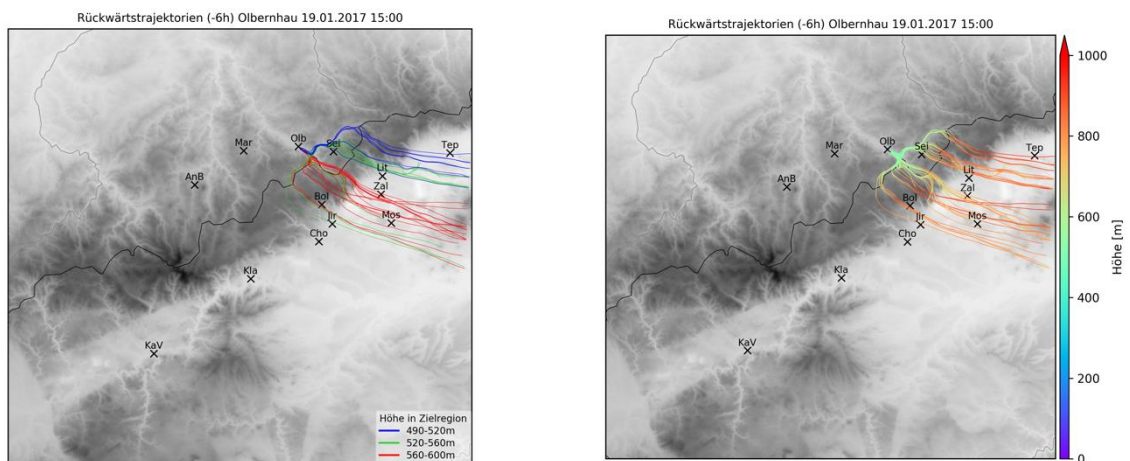 Rückwärtstrajektorien (-6h) Olbernhau 19.01.2017 15:00
Olb
Mar
Sei
Tep
AnB
Lit
Zal
Bol
Jir
Mos
Cho
Kla
KaV
Höhe in Zielregion
490-520m
520-560m
560-600m
Rückwärtstrajektorien (-6h) Olbernhau 19.01.2017 15:00
Olb
Mar
Sei
Tep
AnB
Lit
Zal
Bol
Jir
Mos
Cho
Kla
KaV
1000
800
600
400
200
0
Höhe [m]